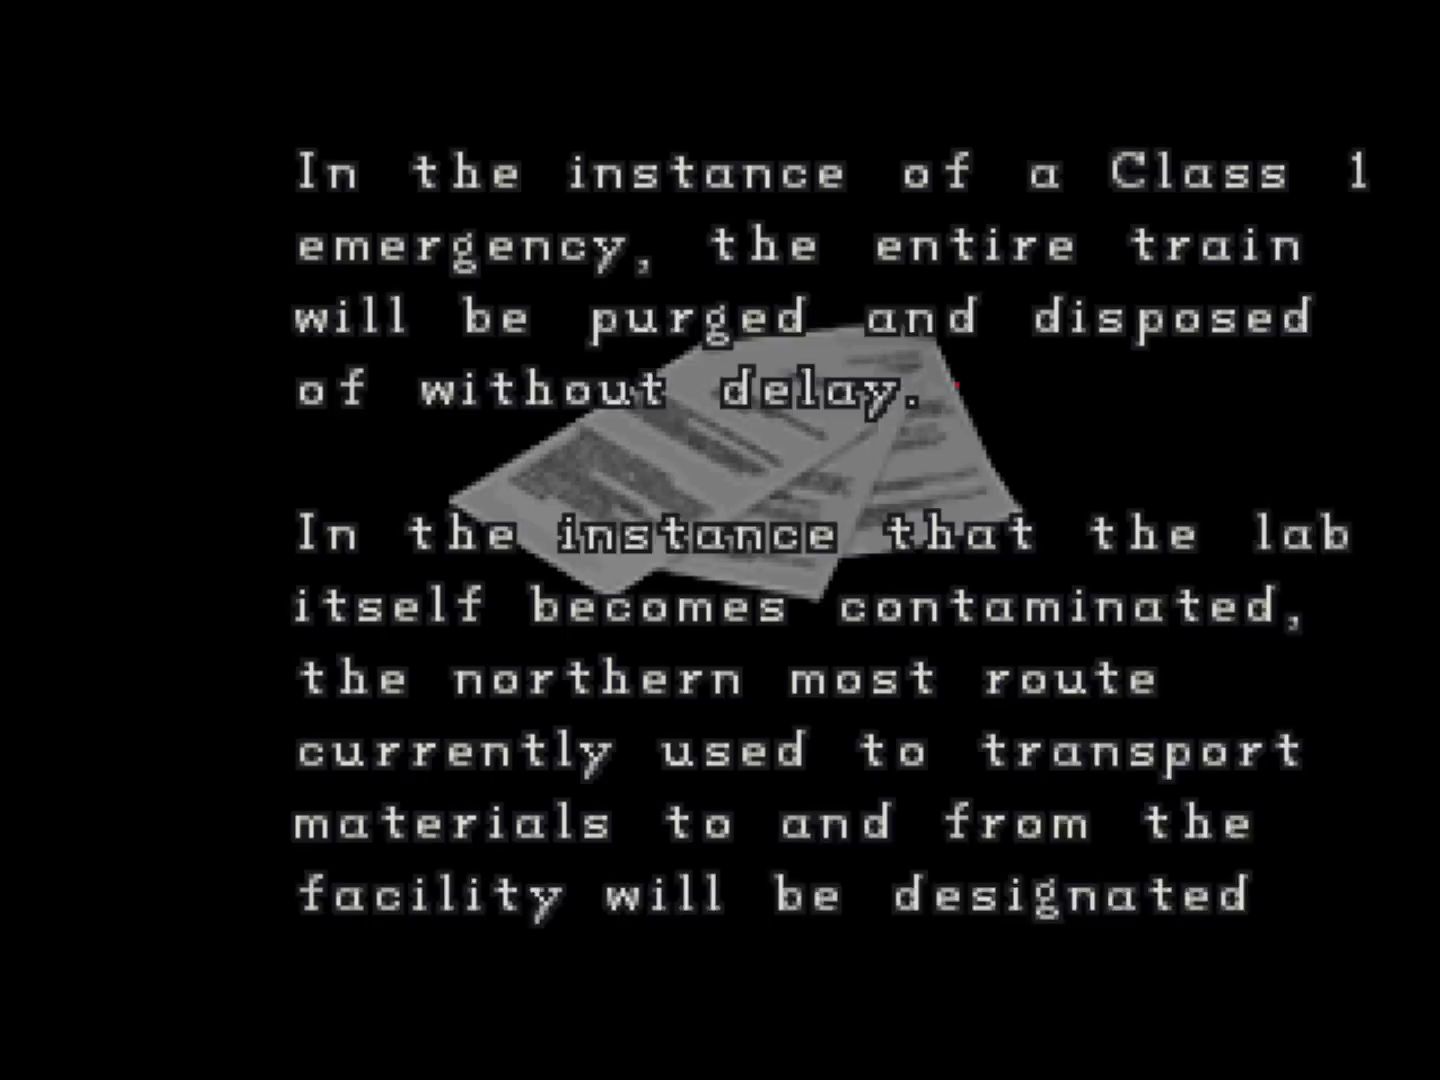 In the instance of a Class 1
emergency, the entire train
will be purged and disposed
of without delay.
In the instance that the lab
itself becomes contaminated,
the northern most route
currently used to transport
materials to and from the
facility will be designated